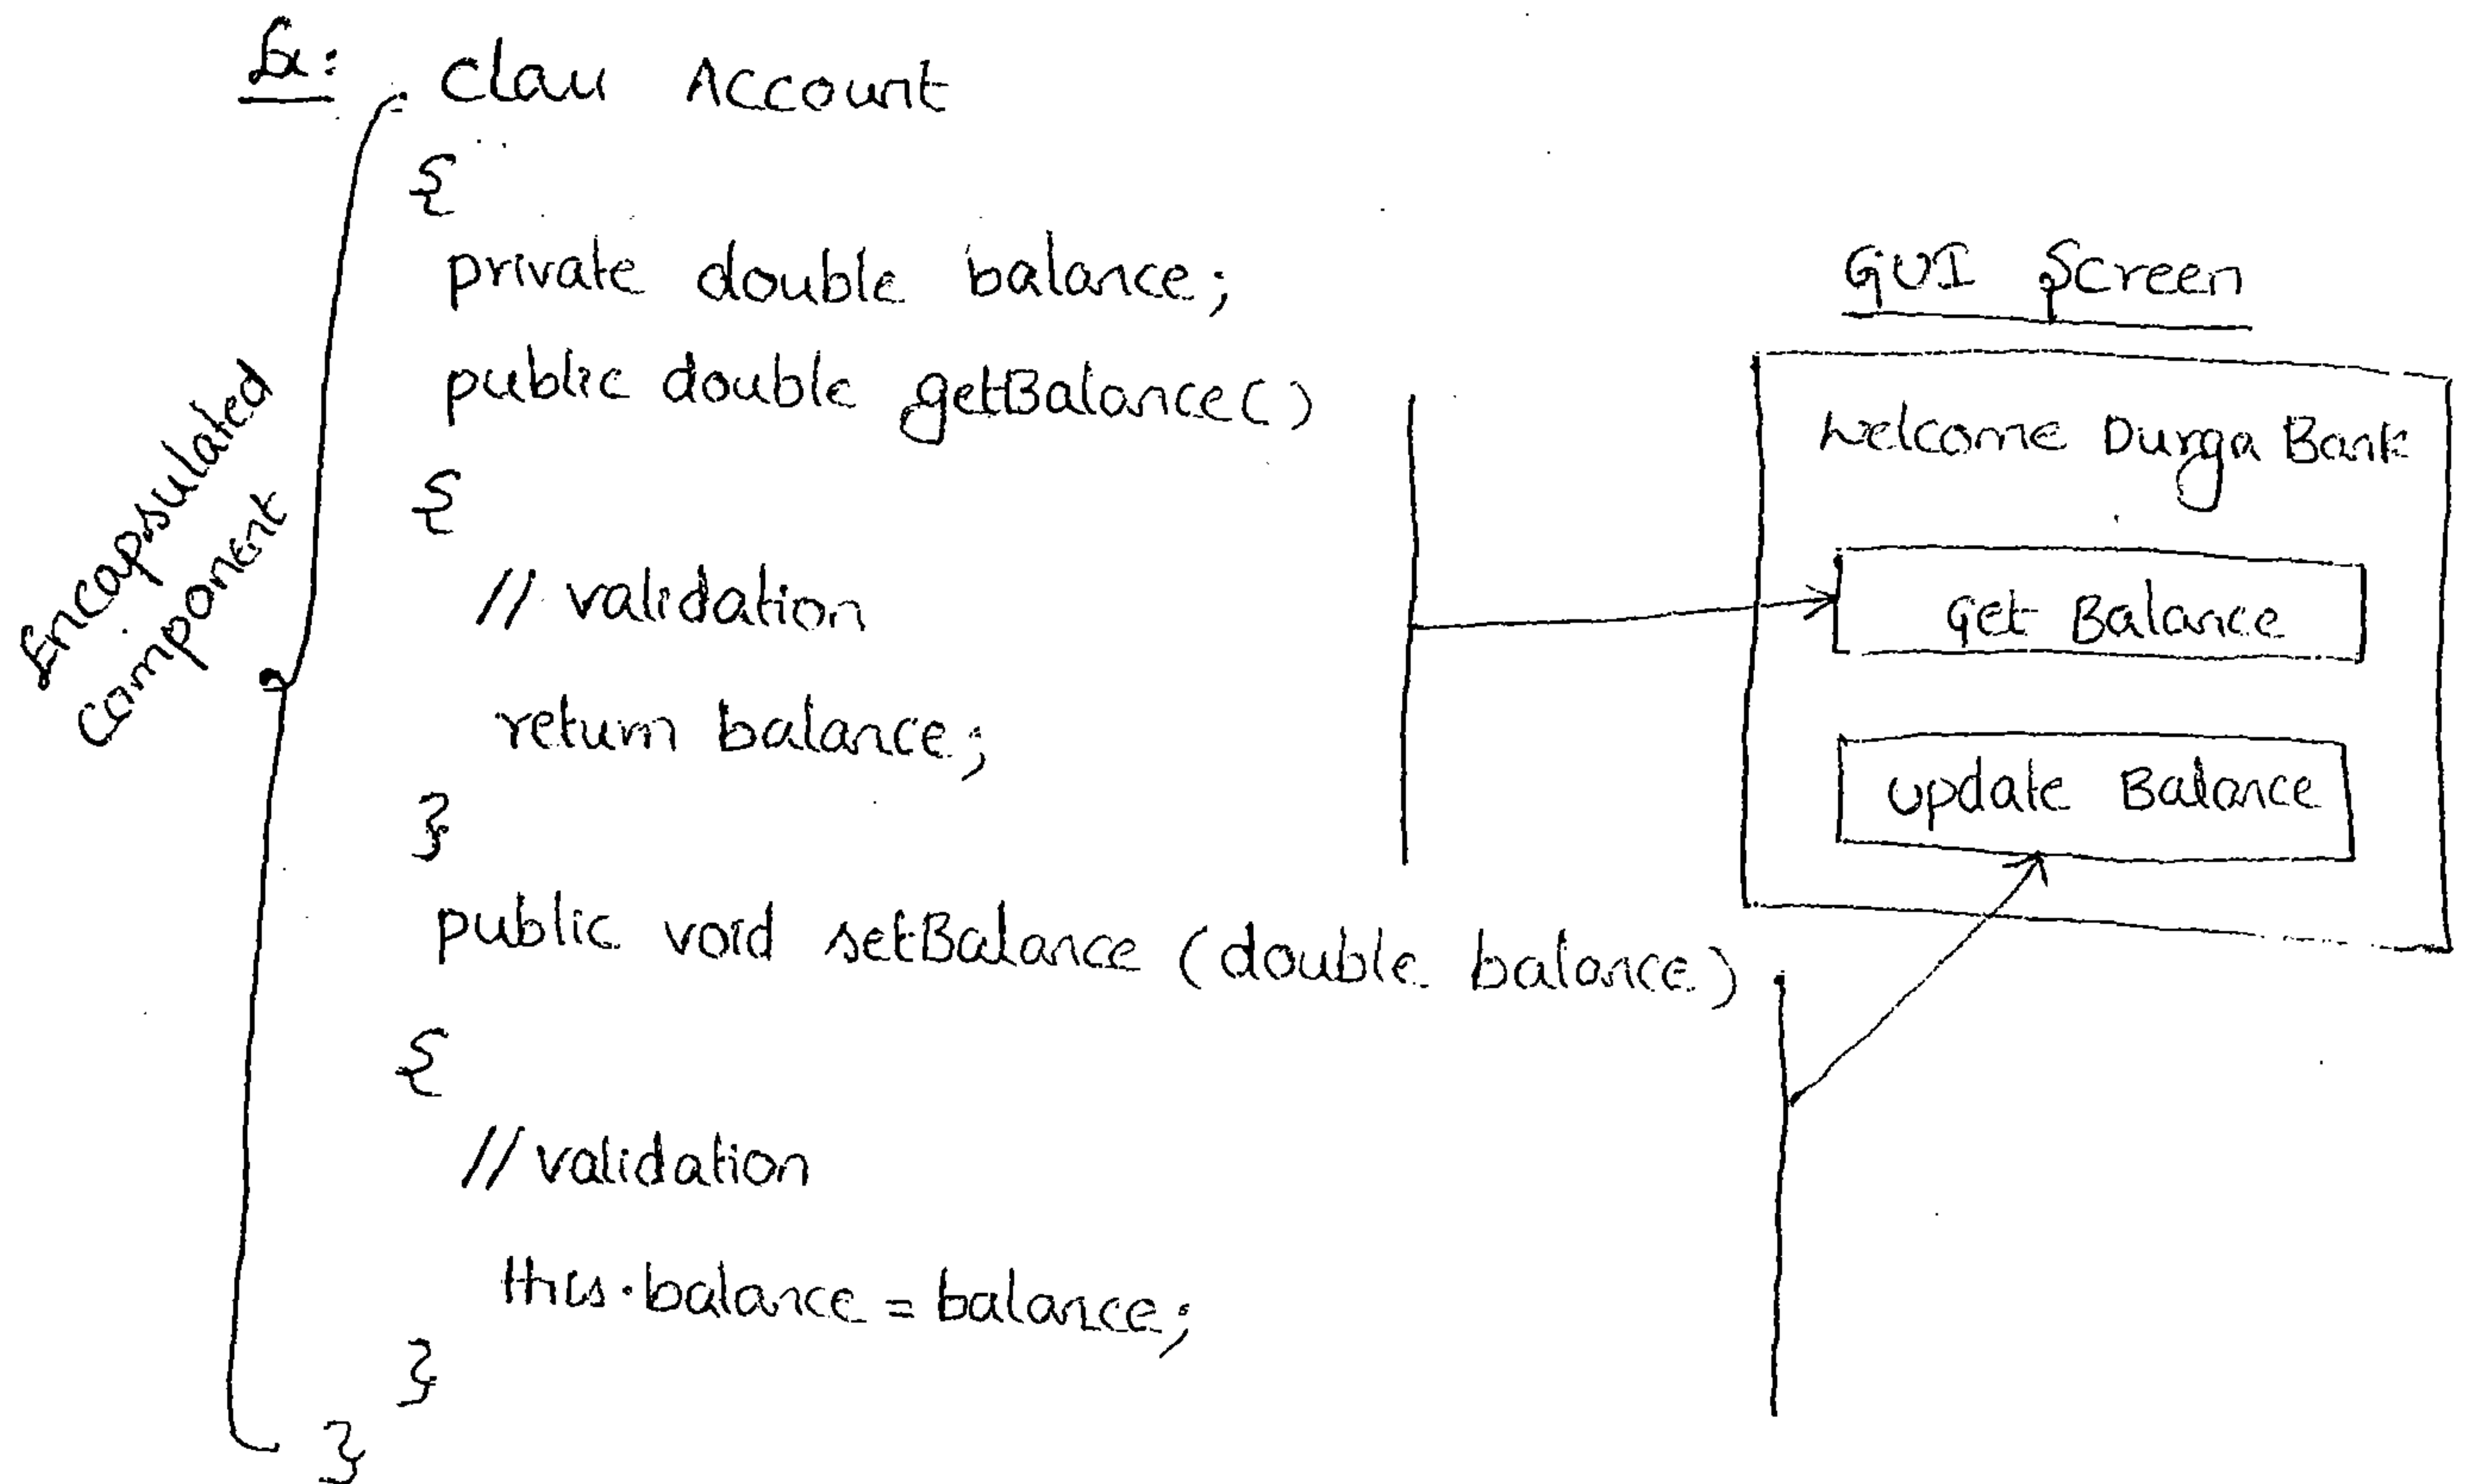 Ex:
Class Account
{
private double balance;
public double getBalance()
{
// validation
return balance;
}
public void setBalance (double balance)
{
// validation
this.balance = balance;
}
}
Encapsulated
Component
GUI Screen
Welcome Durga Bank
Get Balance
Update Balance